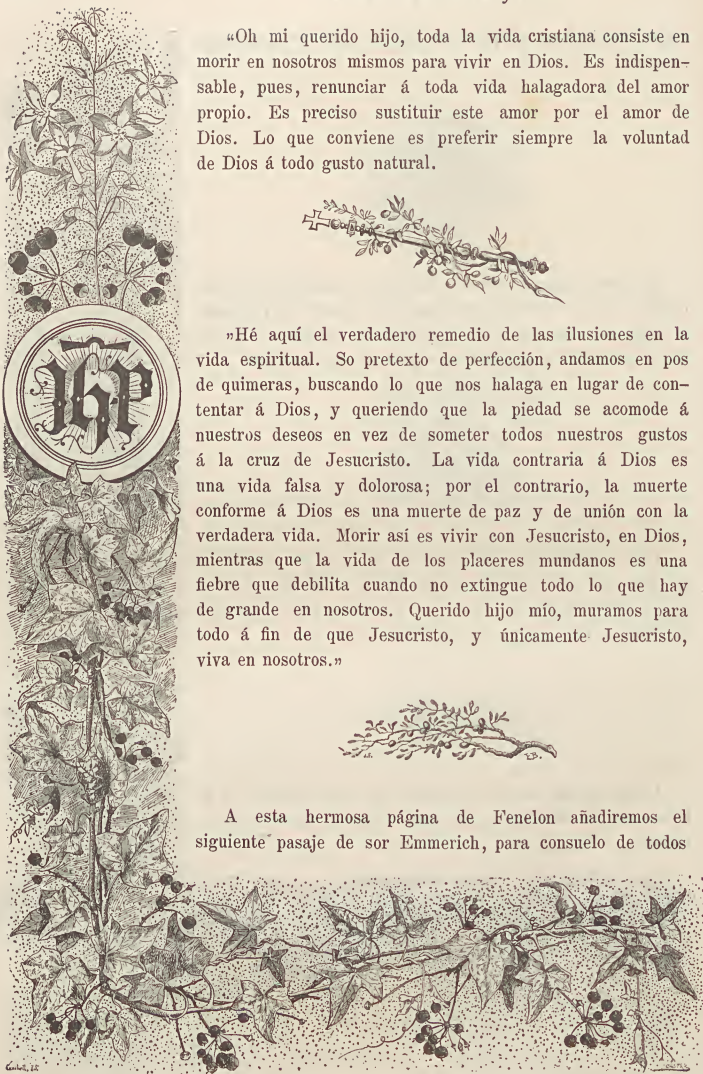 «Oh mi querido hijo, toda la vida cristiana consiste en
morir en nosotros mismos para vivir en Dios. Es indispen-
sable, pues, renunciar á toda vida halagadora del amor
propio. Es preciso sustituir este amor por el amor de
Dios. Lo que conviene es preferir siempre la voluntad
de Dios á todo gusto natural.
»Hé aquí el verdadero remedio de las ilusiones en la
vida espiritual. So pretexto de perfección, andamos en pos
de quimeras, buscando lo que nos halaga en lugar de con-
tentar á Dios, y queriendo que la piedad se acomode á
nuestros deseos en vez de someter todos nuestros gustos
á la cruz de Jesucristo. La vida contraria á Dios es
una vida falsa y dolorosa; por el contrario, la muerte
conforme á Dios es una muerte de paz y de unión con la
verdadera vida. Morir así es vivir con Jesucristo, en Dios,
mientras que la vida de los placeres mundanos es una
fiebre que debilita cuando no extingue todo lo que hay
de grande en nosotros. Querido hijo mío, muramos para
todo á fin de que Jesucristo, y únicamente Jesucristo,
viva en nosotros.»
A esta hermosa página de Fenelon añadiremos el
siguiente pasaje de sor Emmerich, para consuelo de todos